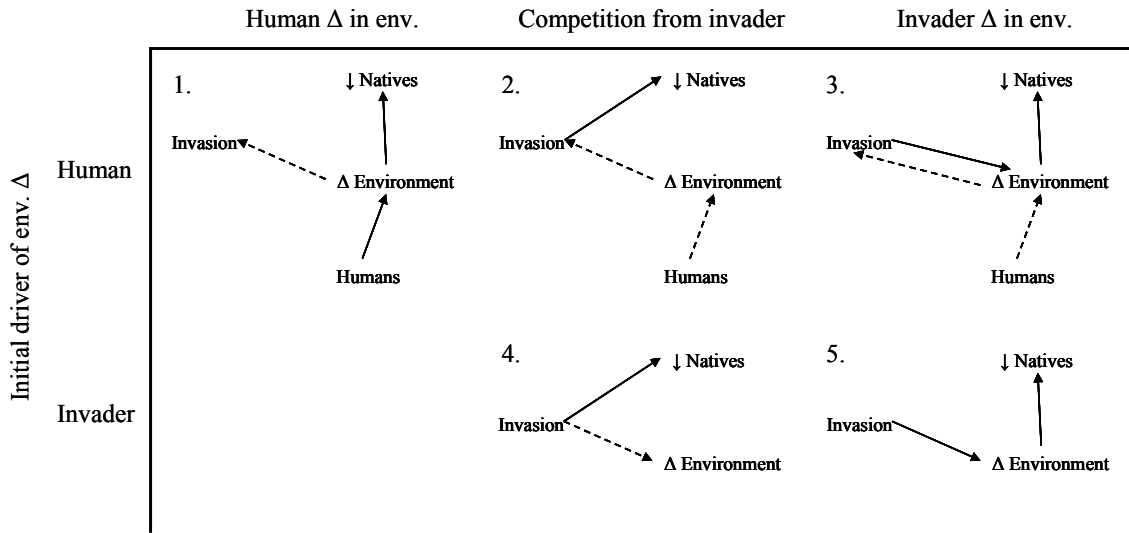 Human Δ in env.
Competition from invader
Invader Δ in env.
Initial driver of env. Δ
Human
Invader
1.
↓ Natives
Invasion
Δ Environment
Humans
2.
↓ Natives
Invasion
Δ Environment
Humans
3.
↓ Natives
Invasion
Δ Environment
Humans
4.
↓ Natives
Invasion
Δ Environment
5.
↓ Natives
Invasion
Δ Environment